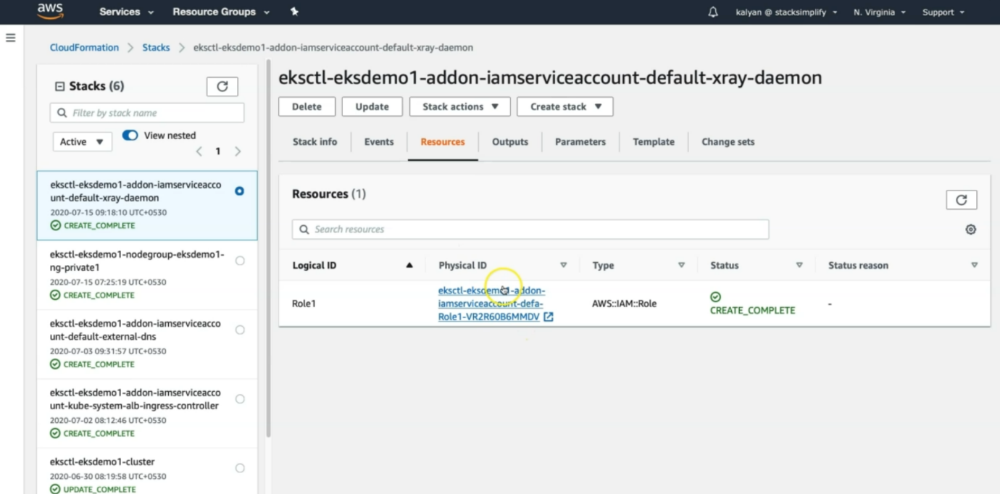 aws Services Resource Groups kalyan @ stacksimplify N. Virginia Support
CloudFormation > Stacks > eksctl-eksdemo1-addon-iamserviceaccount-default-xray-daemon
Stacks (6)
Filter by stack name
Active View nested
< 1 >
eksctl-eksdemo1-addon-iamserviceacco
unt-default-xray-daemon
2020-07-15 09:18:10 UTC+0530
CREATE_COMPLETE
eksctl-eksdemo1-nodegroup-eksdemo1-
ng-private1
2020-07-15 07:25:19 UTC+0530
CREATE_COMPLETE
eksctl-eksdemo1-addon-iamserviceacco
unt-default-external-dns
2020-07-03 09:31:57 UTC+0530
CREATE_COMPLETE
eksctl-eksdemo1-addon-iamserviceacco
unt-kube-system-alb-ingress-controller
2020-07-02 08:12:46 UTC+0530
CREATE_COMPLETE
eksctl-eksdemo1-cluster
2020-06-30 08:19:58 UTC+0530
UPDATE_COMPLETE
eksctl-eksdemo1-addon-iamserviceaccount-default-xray-daemon
Delete Update Stack actions Create stack
Stack info Events Resources Outputs Parameters Template Change sets
Resources (1)
Search resources
Logical ID Physical ID Type Status Status reason
Role1
eksctl-eksdemo1-addon-
iamserviceaccount-defa-
Role1-VR2R60B6MMDV
AWS::IAM::Role
CREATE_COMPLETE
-